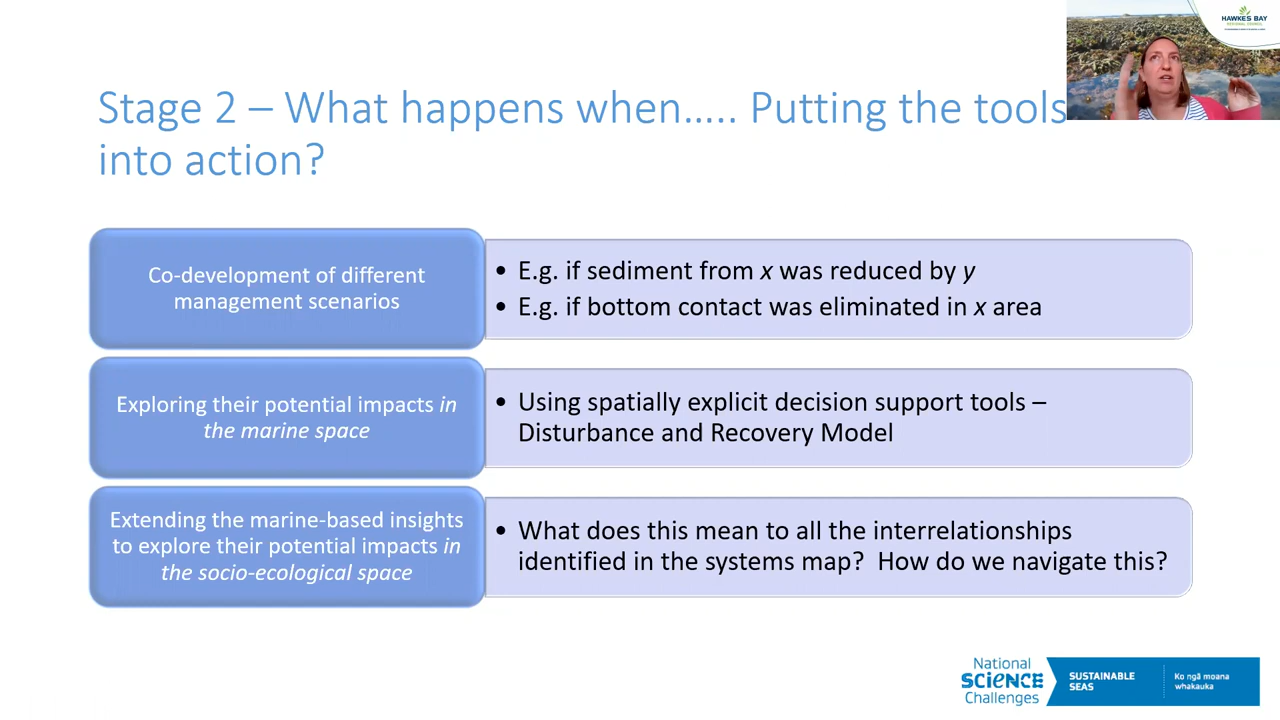 HAWKES BAY
REGIONAL COUNCIL
Stage 2 – What happens when….. Putting the tools
into action?
Co-development of different
management scenarios
• E.g. if sediment from x was reduced by y
• E.g. if bottom contact was eliminated in x area
Exploring their potential impacts in
the marine space
• Using spatially explicit decision support tools –
Disturbance and Recovery Model
Extending the marine-based insights
to explore their potential impacts in
the socio-ecological space
• What does this mean to all the interrelationships
identified in the systems map? How do we navigate this?
National
SCIENCE
Challenges
SUSTAINABLE
SEAS
Ko ngā moana
whakauka